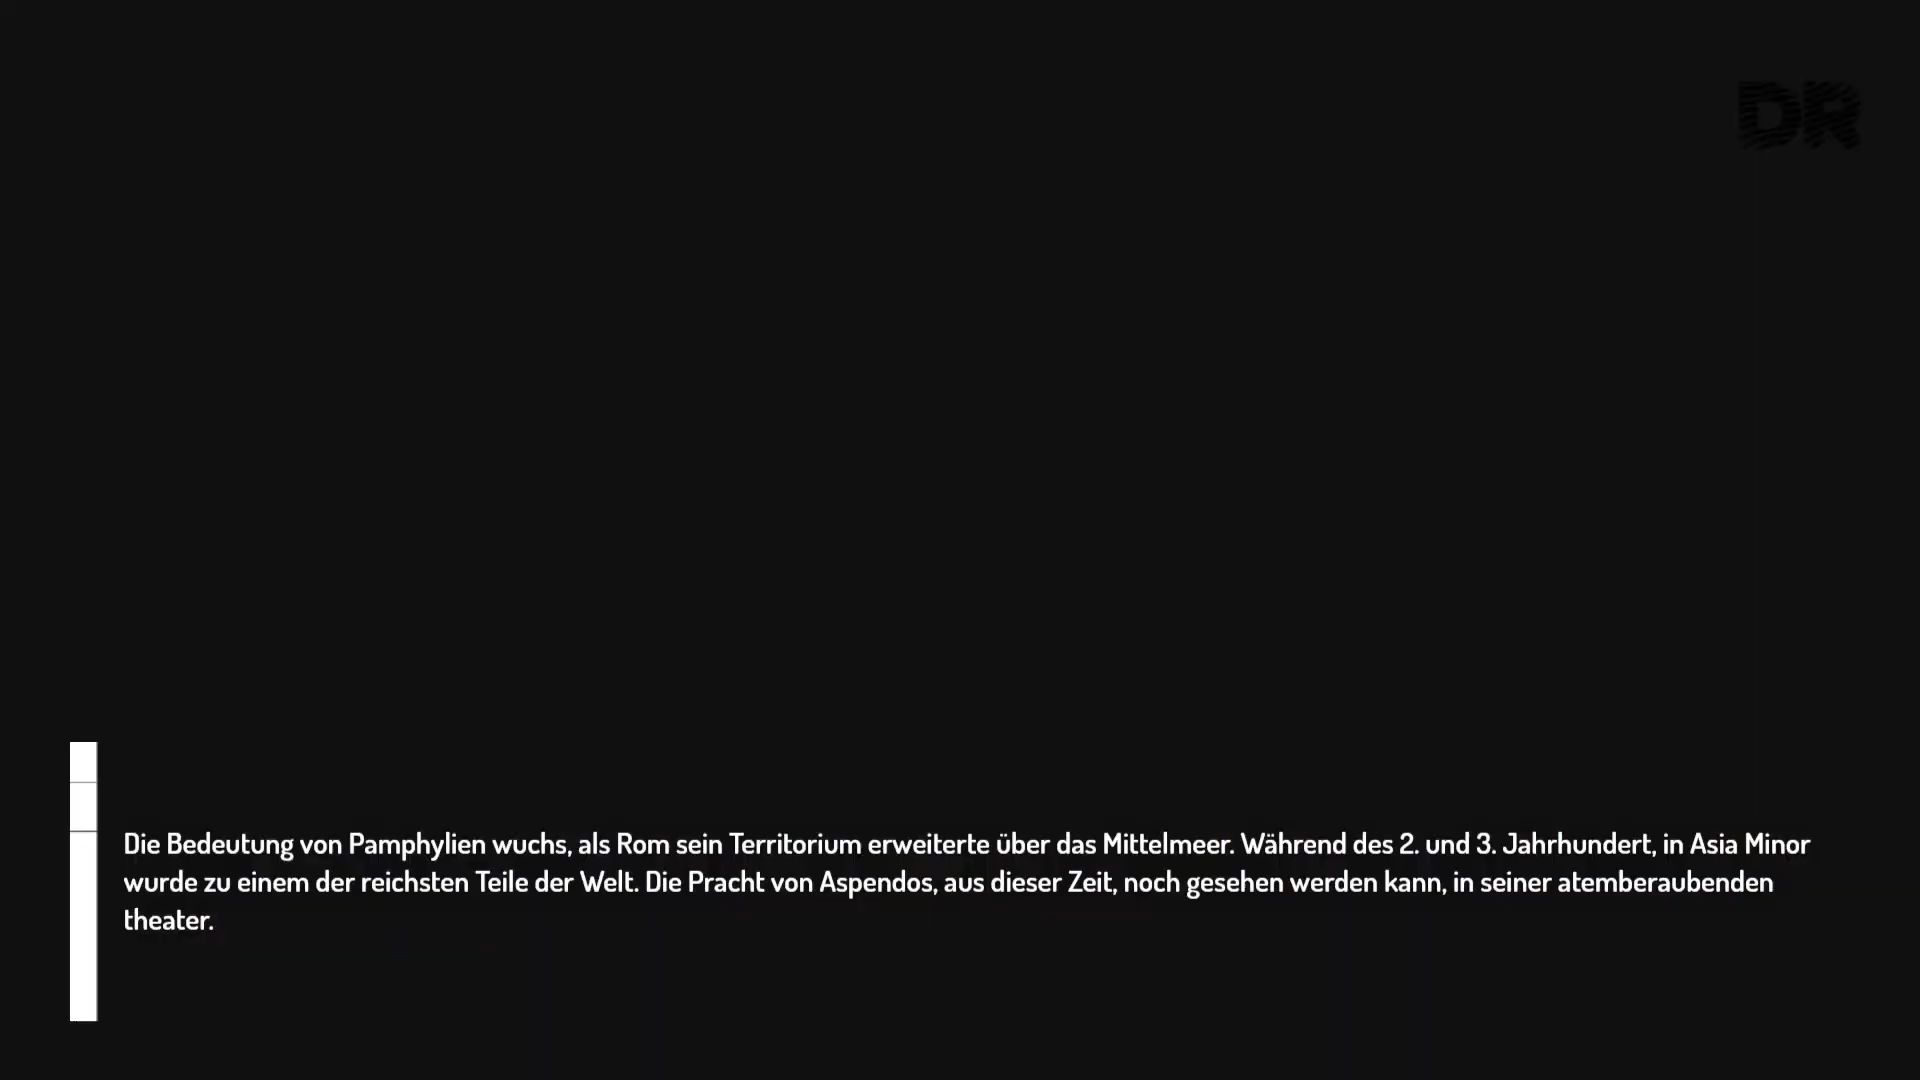 DR
Die Bedeutung von Pamphylien wuchs, als Rom sein Territorium erweiterte über das Mittelmeer. Während des 2. und 3. Jahrhundert, in Asia Minor
wurde zu einem der reichsten Teile der Welt. Die Pracht von Aspendos, aus dieser Zeit, noch gesehen werden kann, in seiner atemberaubenden
theater.